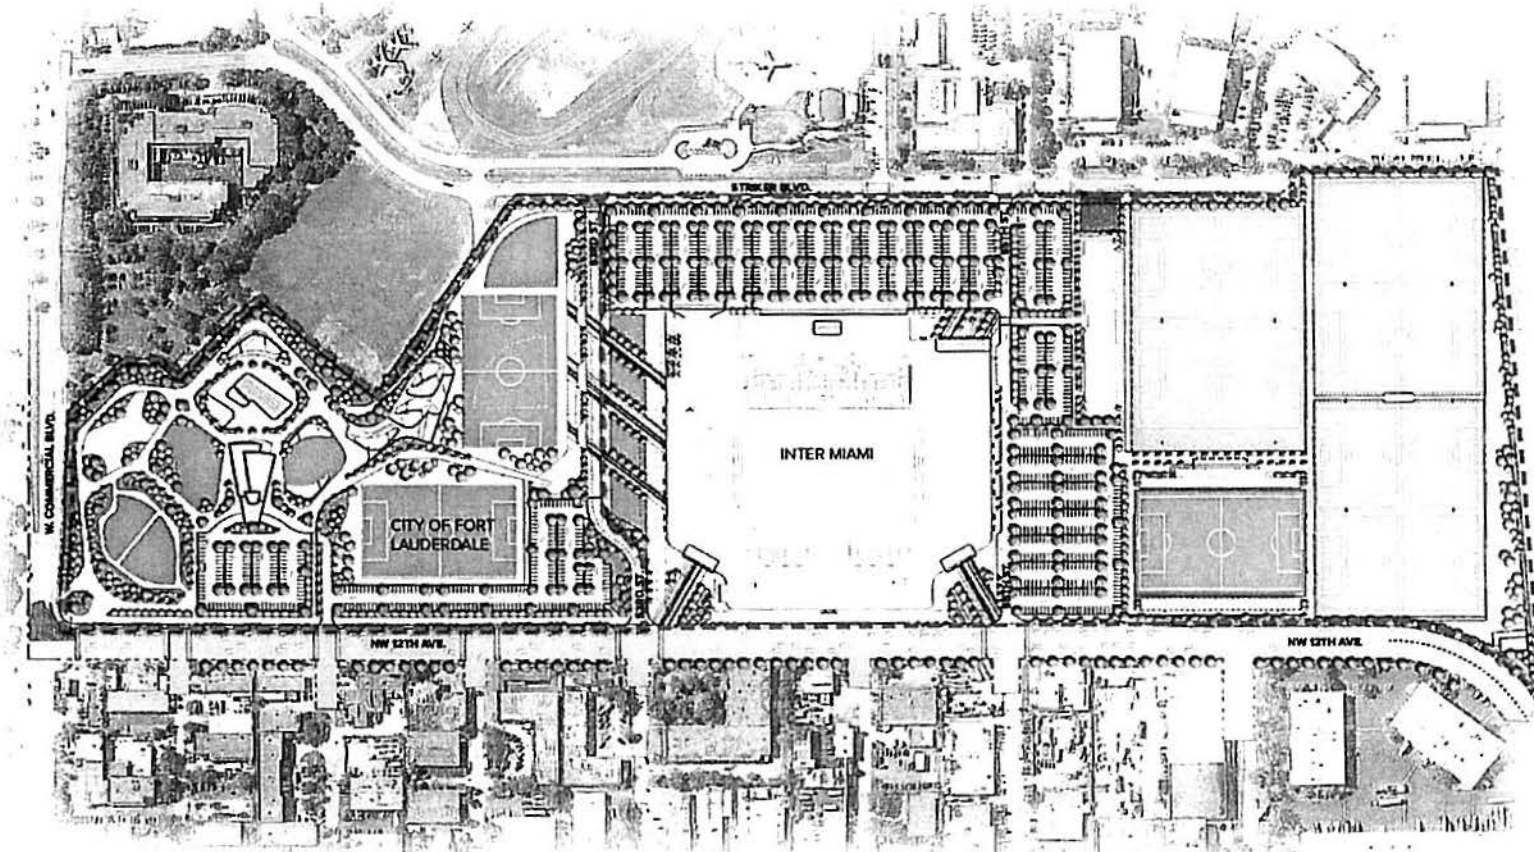 STRIKER BLVD.
W. COMMERCIAL BLVD.
INTER MIAMI
CITY OF FORT
LAUDERDALE
NW 12TH AVE.
NW 12TH AVE.